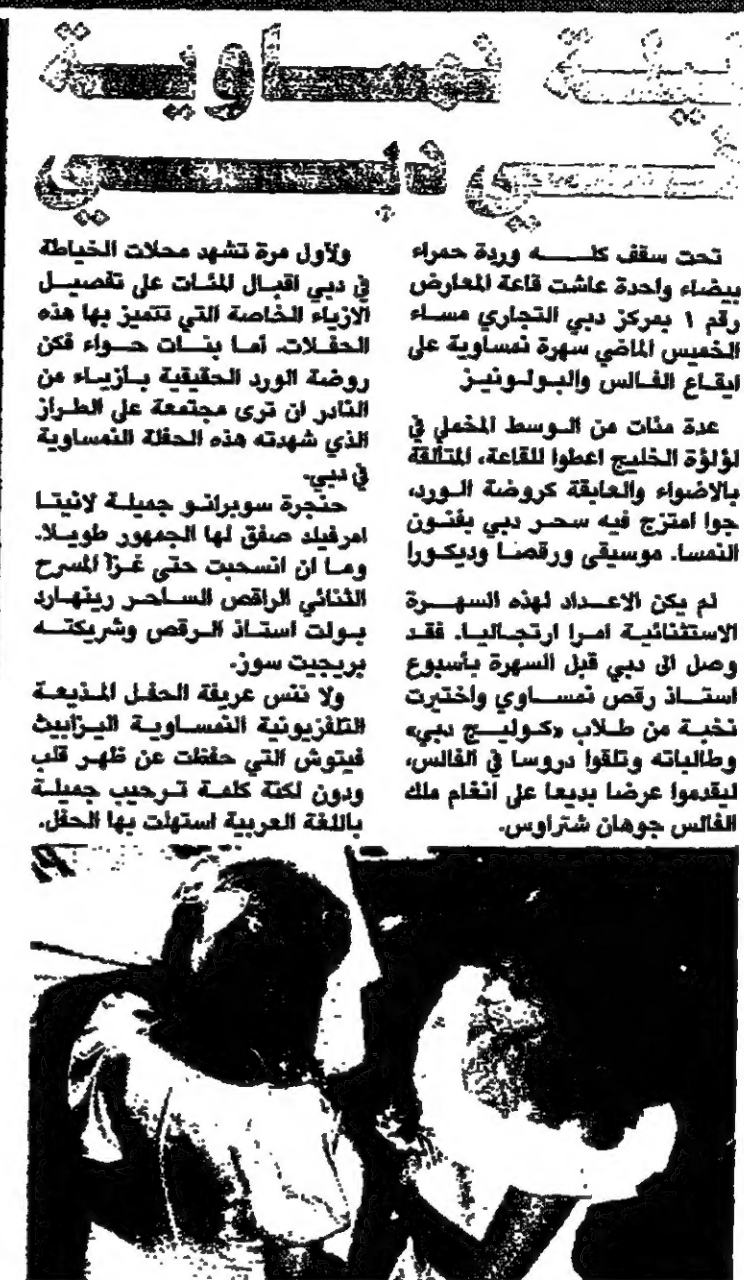 ليلة نمساوية
في دبي
تحت سقف كله وردة حمراء
بيضاء واحدة عاشت قاعة المعارض
رقم ١ بمركز دبي التجاري مساء
الخميس الماضي سهرة نمساوية على
ايقاع الفالس والبولونيز
عدة مئات من الوسط المخملي في
لؤلؤة الخليج اعطوا للقاعة، المتألقة
بالاضواء والعابقة كروضة الورد،
جوا امتزج فيه سحر دبي بفنون
النمسا. موسيقى ورقصا وديكورا
لم يكن الاعداد لهذه السهرة
الاستثنائية امرا ارتجاليا. فقد
وصل الى دبي قبل السهرة بأسبوع
استاذ رقص نمساوي واختيرت
نخبة من طلاب «كوليج دبي»
وطالباته وتلقوا دروسا في الفالس،
ليقدموا عرضا بديعا على انغام ملك
الفالس جوهان شتراوس.
ولاول مرة تشهد محلات الخياطة
في دبي اقبال المئات على تفصيل
الازياء الخاصة التي تتميز بها هذه
الحفلات. أما بنات حواء فكن
روضة الورد الحقيقية بازياء من
النادر ان ترى مجتمعة على الطراز
الذي شهدته هذه الحفلة النمساوية
في دبي.
حنجرة سوبرانو جميلة لانيتا
امرفيلد صفق لها الجمهور طويلا.
وما ان انسحبت حتى غزا المسرح
الثنائي الراقص الساحر رينهارد
بولت استاذ الرقص وشريكته
بريجيت سوز.
ولا ننس عريفة الحفل المذيعة
التلفزيونية النمساوية اليزابيث
فيتوش التي حفظت عن ظهر قلب
ودون لكنة كلمة ترحيب جميلة
باللغة العربية استهلت بها الحفل.